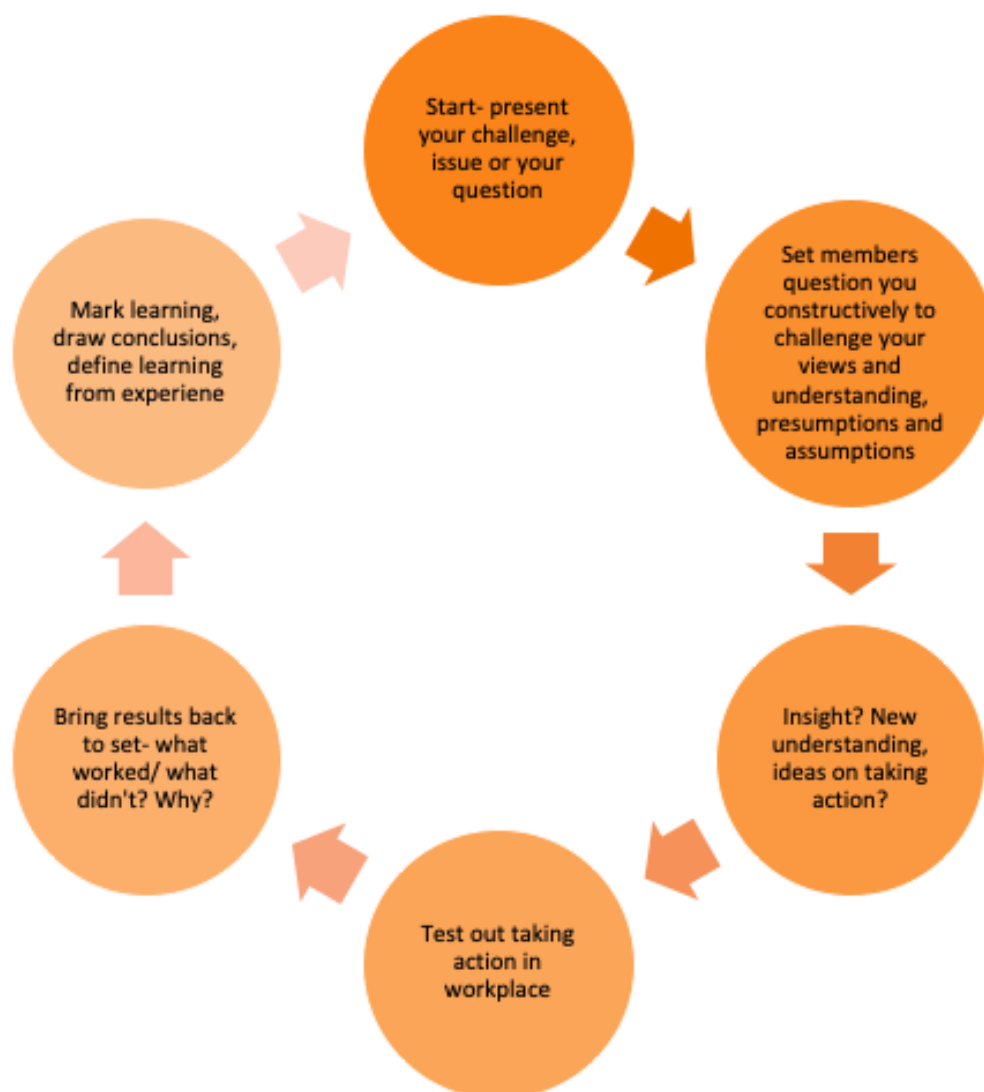 Start- present
your challenge,
issue or your
question
Set members
question you
constructively to
challenge your
views and
understanding,
presumptions and
assumptions
Insight? New
understanding,
ideas on taking
action?
Test out taking
action in
workplace
Bring results back
to set- what
worked/ what
didn't? Why?
Mark learning,
draw conclusions,
define learning
from experiene